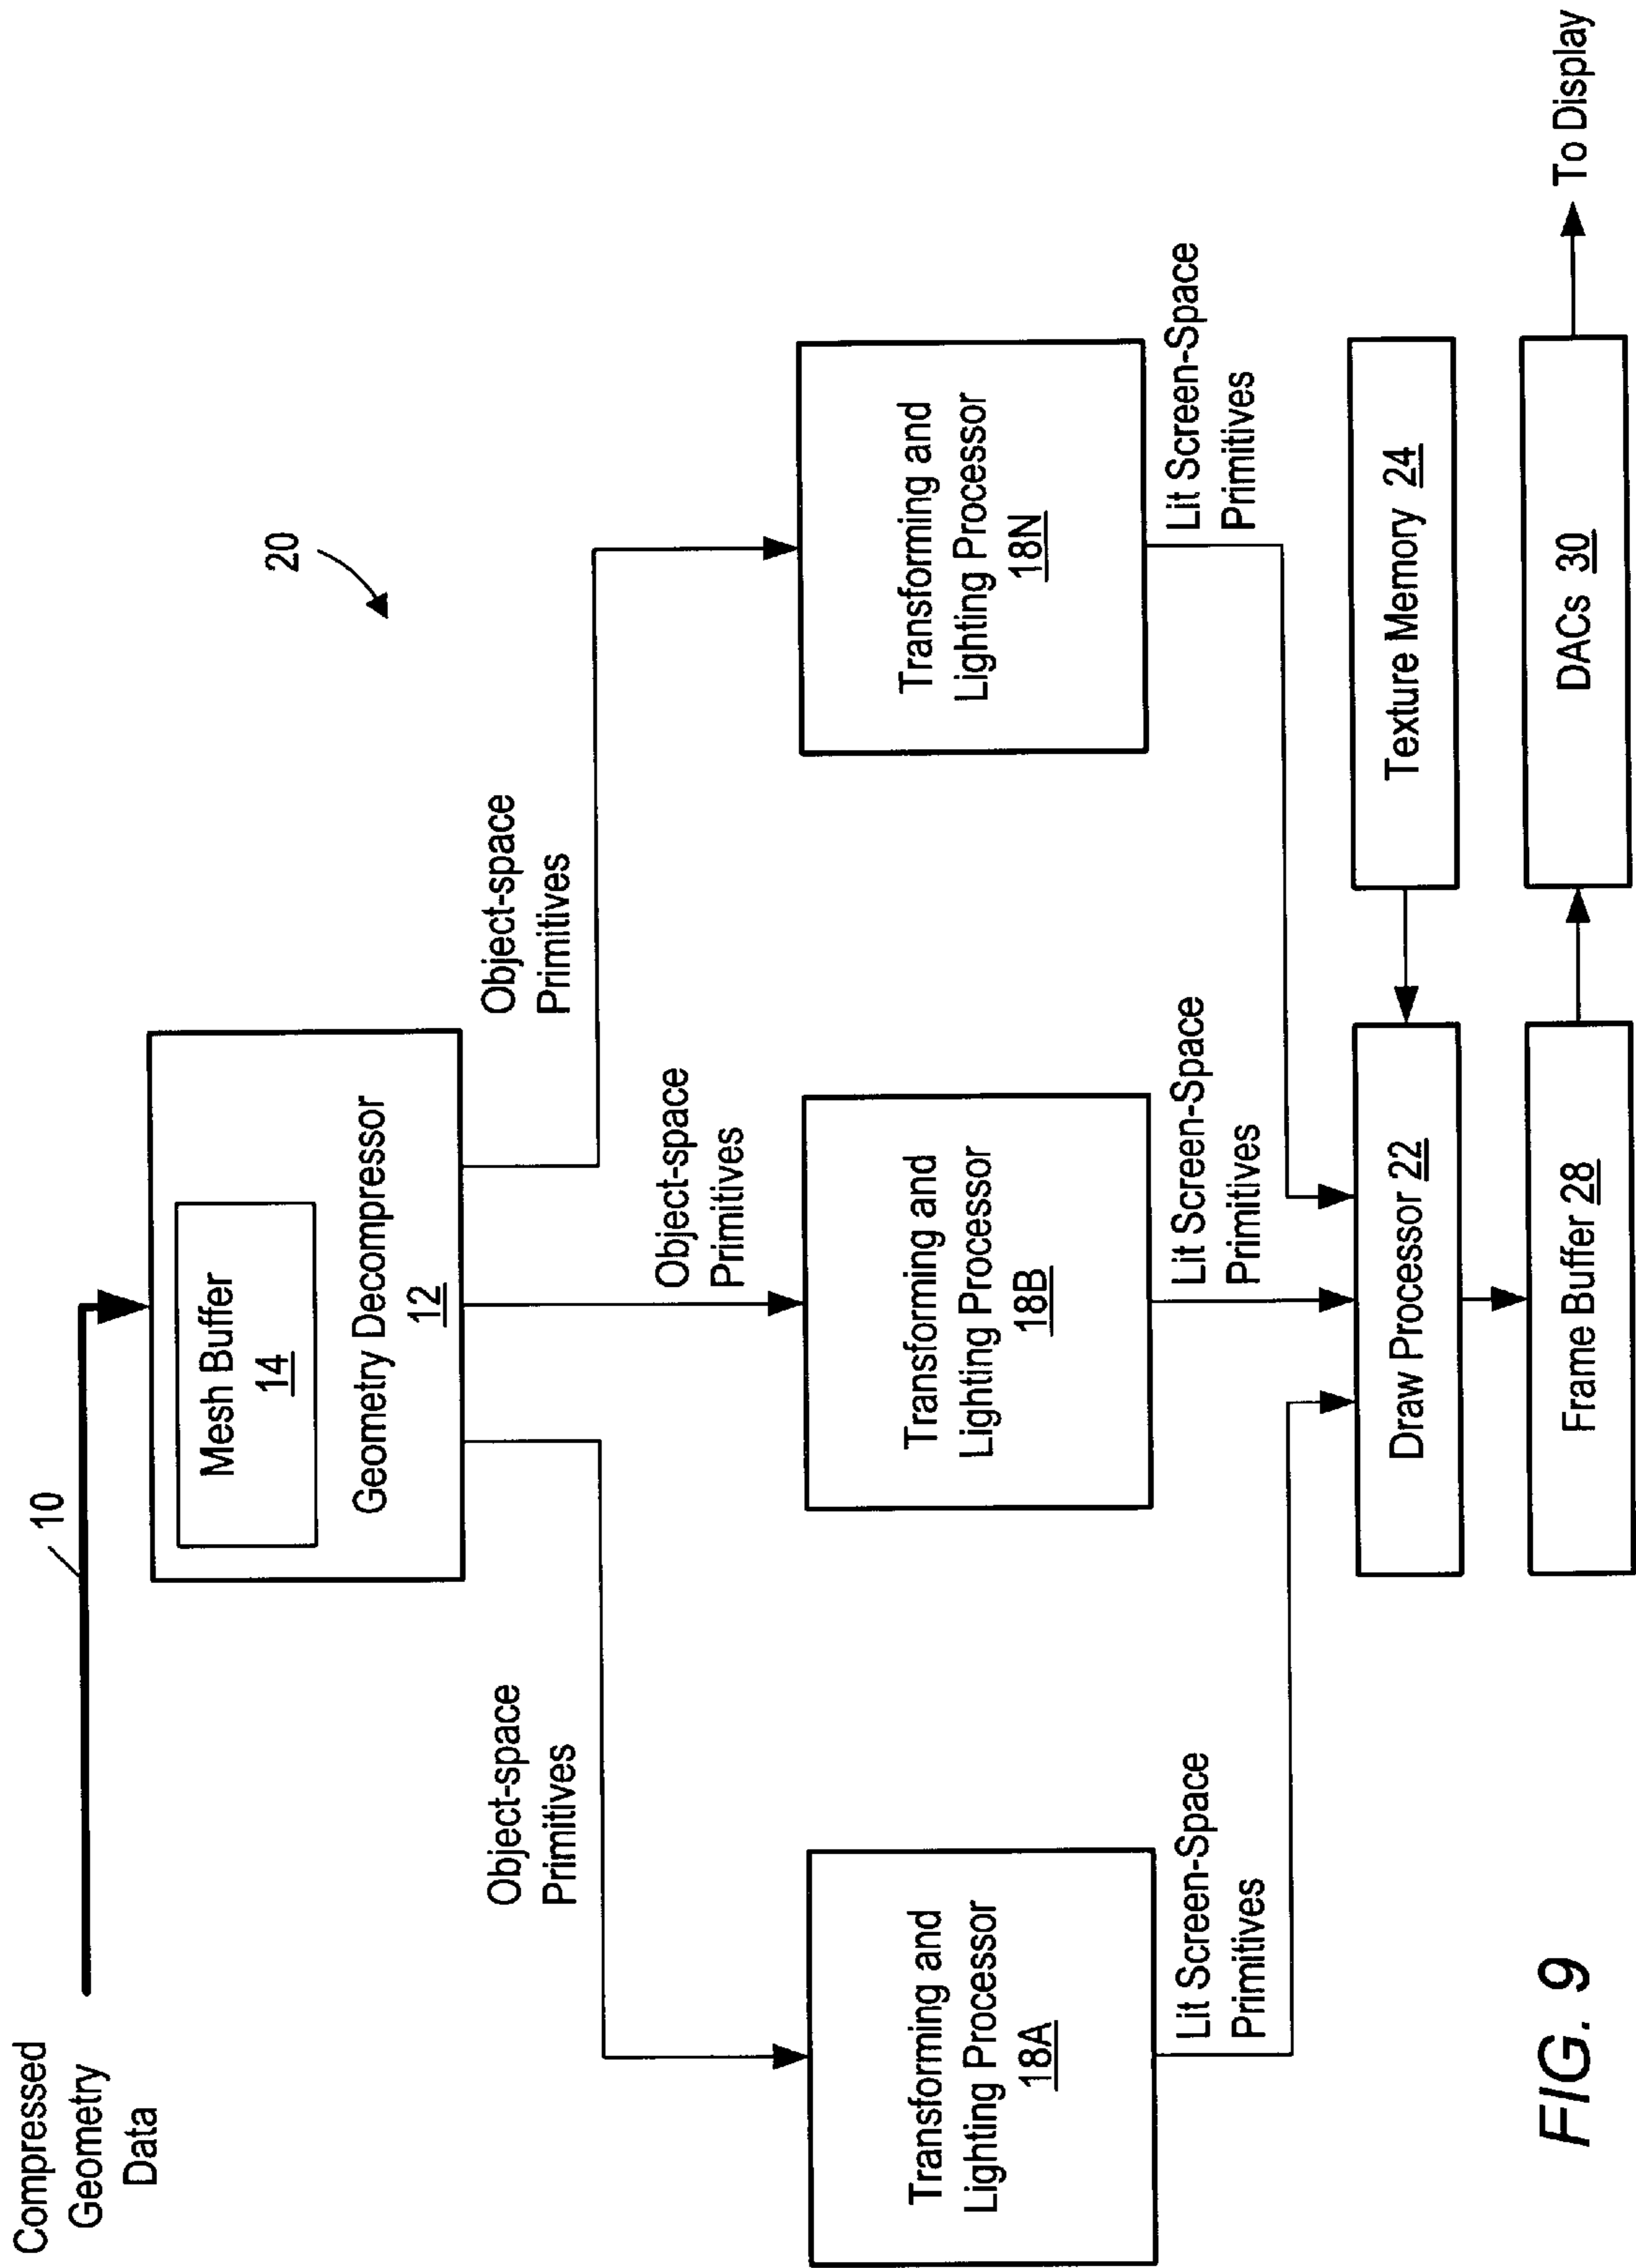 Compressed
Geometry
Data
10
20
Mesh Buffer
14
Geometry Decompressor
12
Object-space
Primitives
Object-space
Primitives
Object-space
Primitives
Transforming and
Lighting Processor
18A
Transforming and
Lighting Processor
18B
Transforming and
Lighting Processor
18N
Lit Screen-Space
Primitives
Lit Screen-Space
Primitives
Lit Screen-Space
Primitives
Draw Processor 22
Texture Memory 24
Frame Buffer 28
DACs 30
To Display
FIG. 9